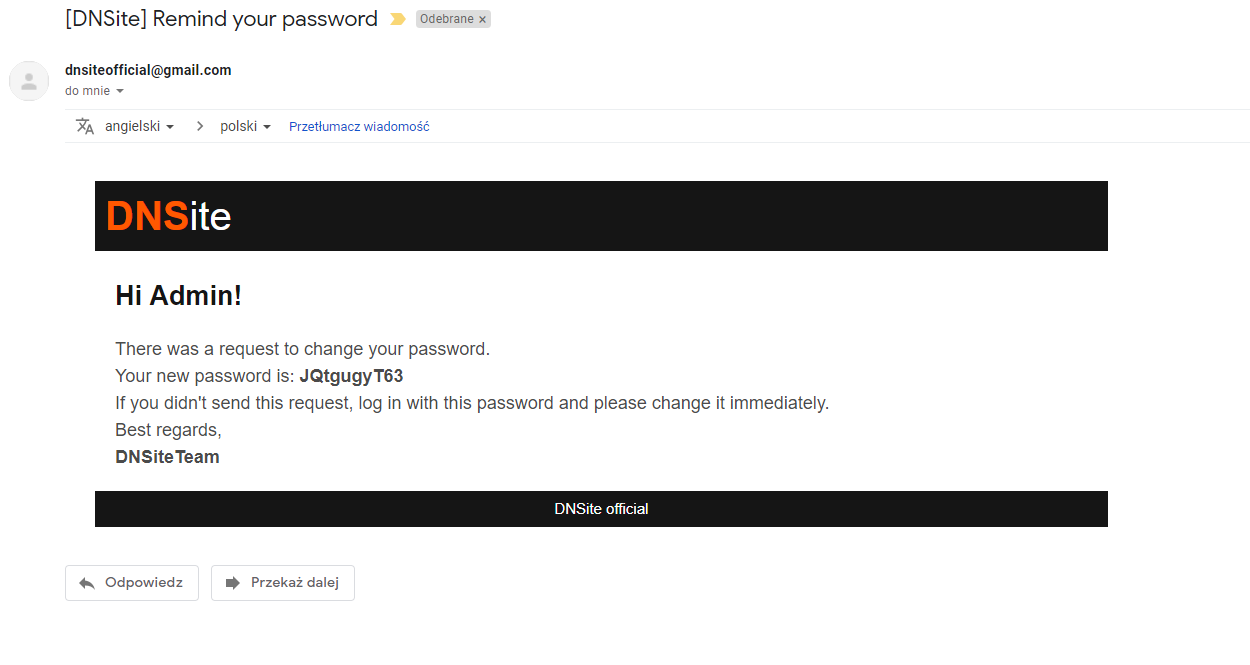 [DNSite] Remind your password Odebrane ×
dnsiteofficial@gmail.com
do mnie
angielski > polski Przetłumacz wiadomość
DNSite
Hi Admin!
There was a request to change your password.
Your new password is: JQtgugyT63
If you didn't send this request, log in with this password and please change it immediately.
Best regards,
DNSiteTeam
DNSite official
Odpowiedz Przekaż dalej